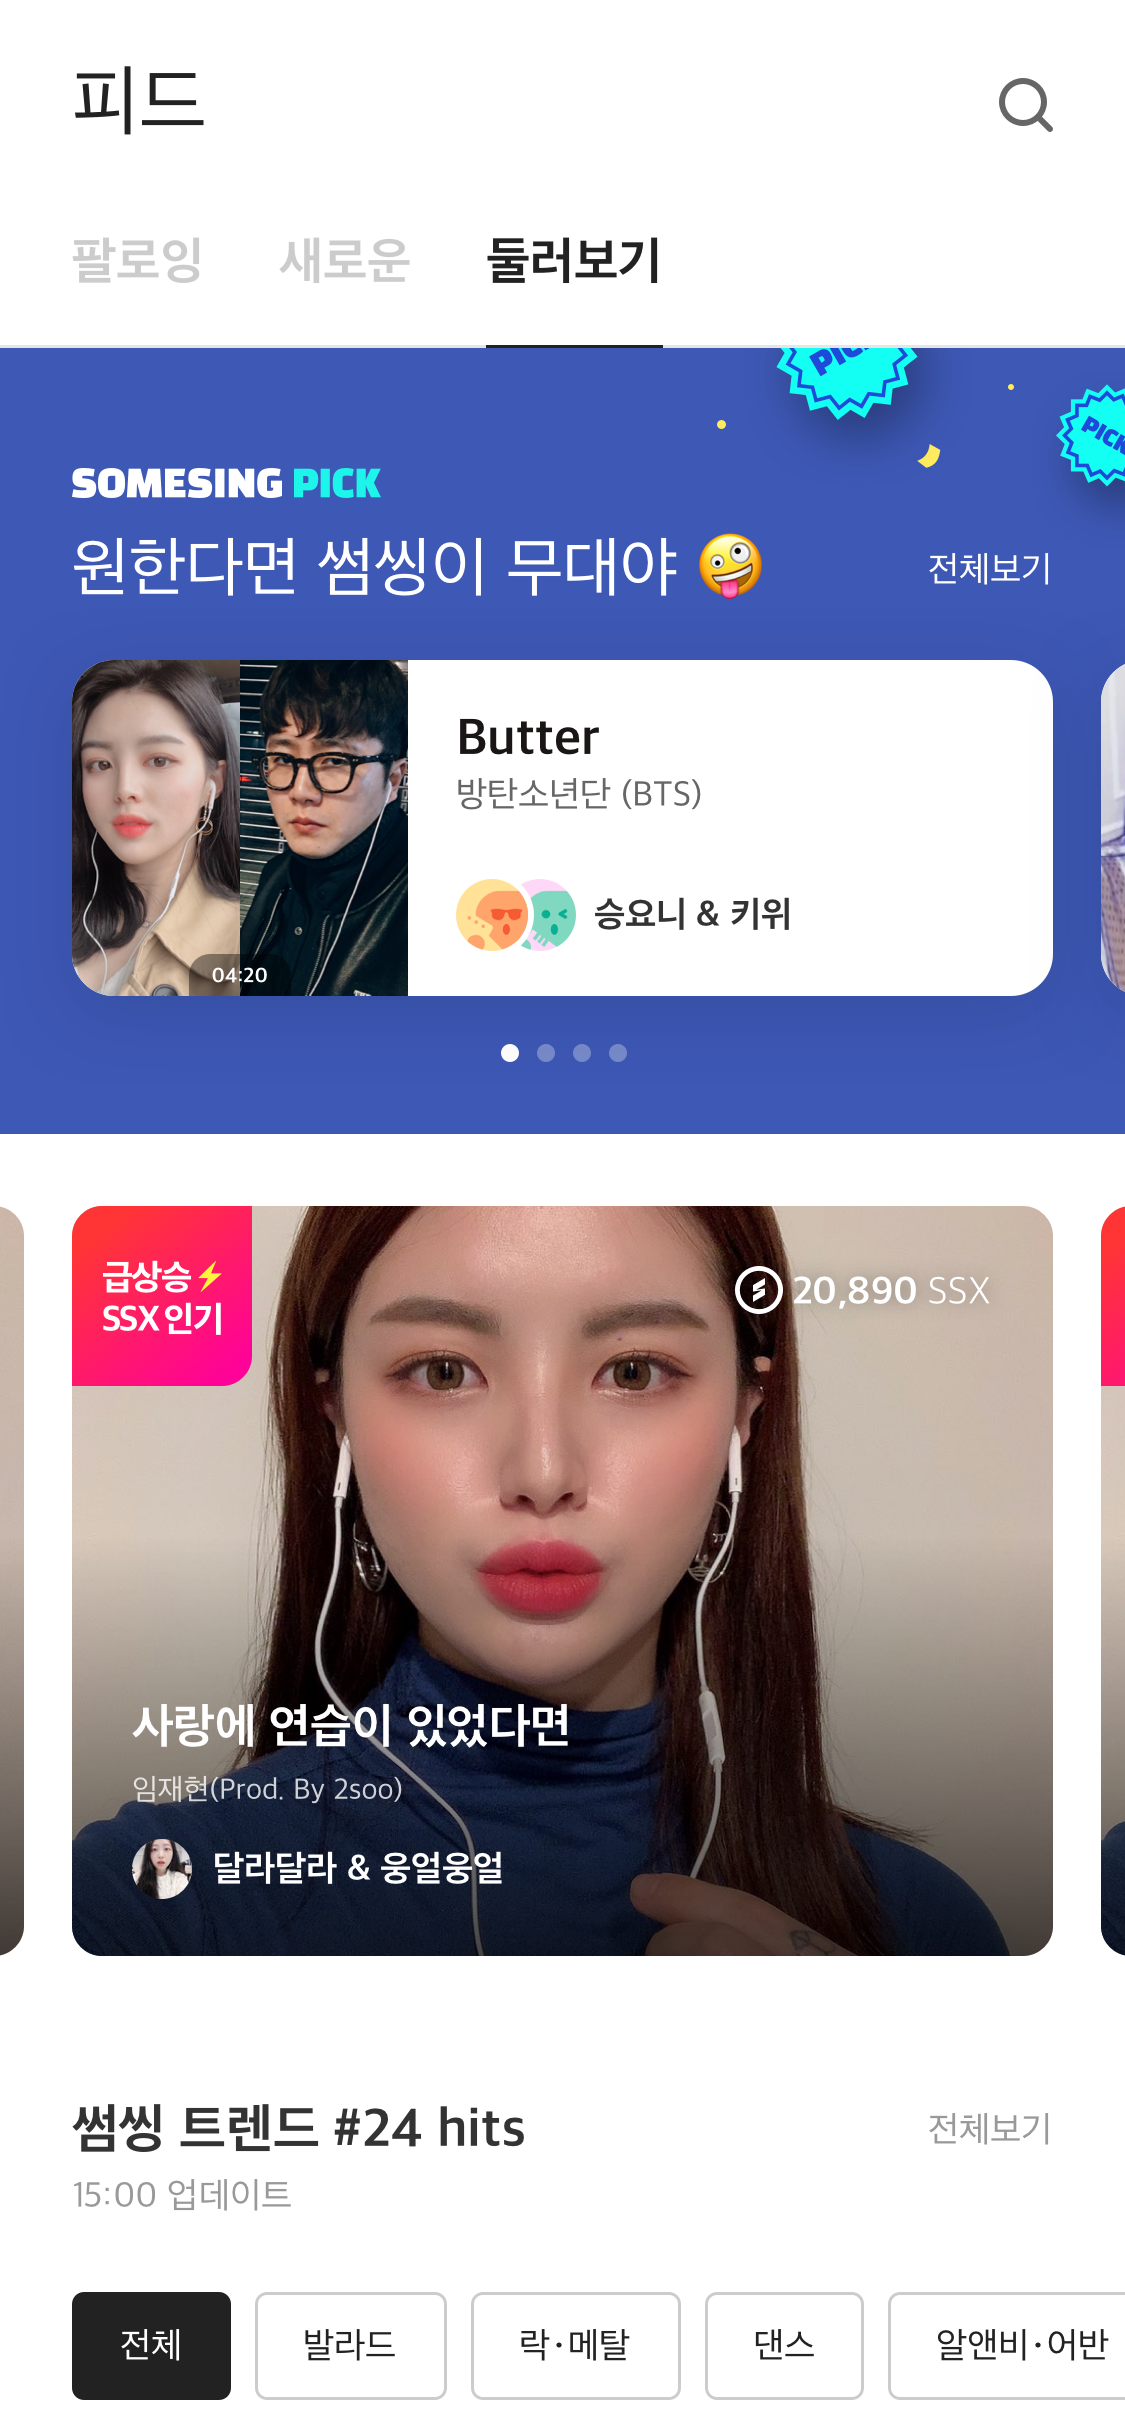 피드
팔로잉 새로운 둘러보기
PICK
PICK
SOMESING PICK
원한다면 썸씽이 무대야 🤪
전체보기
Butter
방탄소년단 (BTS)
승요니 & 키위
04:20
급상승⚡
SSX 인기
20,890 SSX
사랑에 연습이 있었다면
임재현(Prod. By 2soo)
달라달라 & 웅얼웅얼
썸씽 트렌드 #24 hits
전체보기
15:00 업데이트
전체 발라드 락·메탈 댄스 알앤비·어반